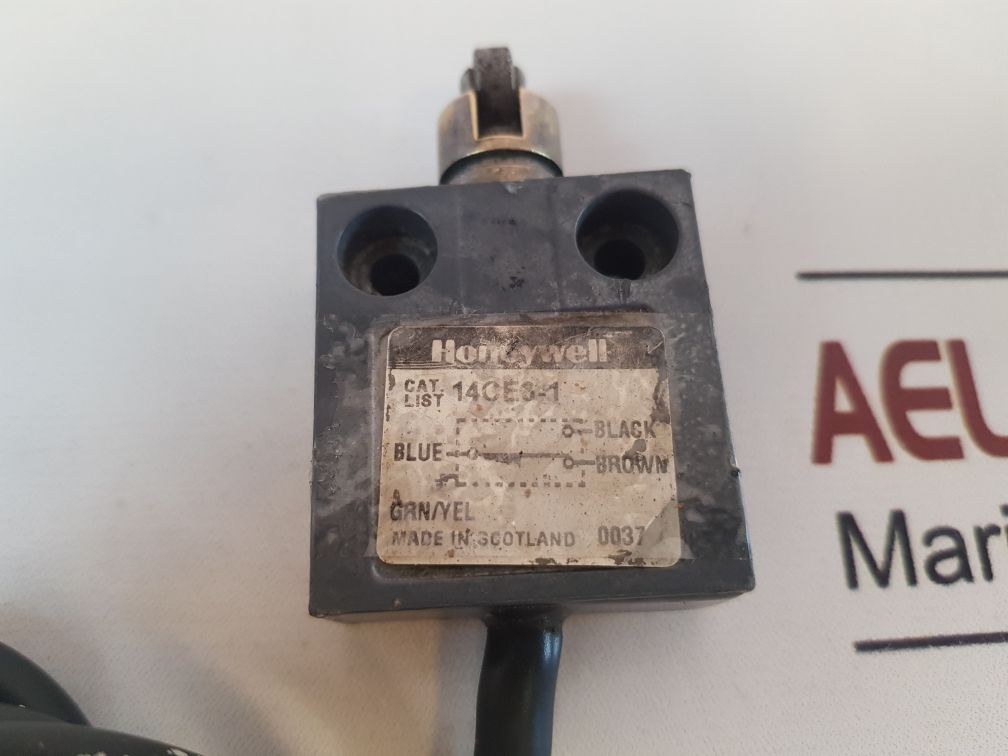 Honeywell
CAT. LIST 14CE3-1
BLACK
BLUE
BROWN
GRN/YEL
MADE IN SCOTLAND 0037
AEL
Mari